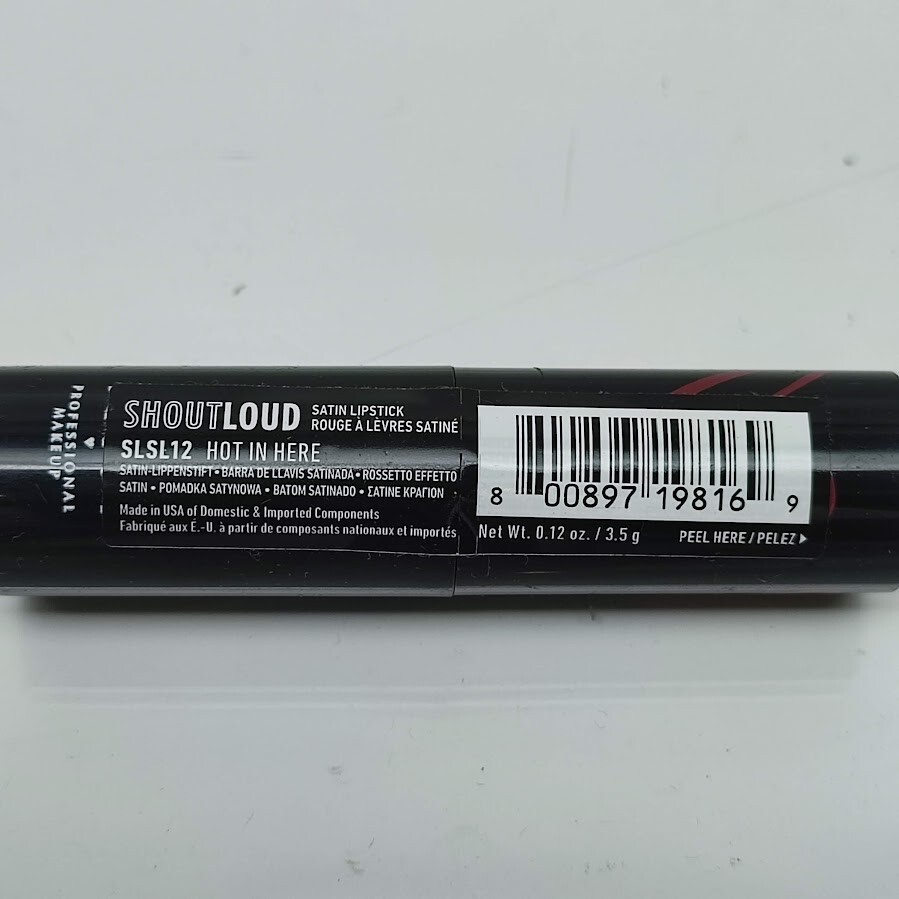 PROFESSIONAL
MAKEUP
SHOUTLOUD
SATIN LIPSTICK
ROUGE À LÈVRES SATINÉ
SLSL12 HOT IN HERE
SATIN-LIPPENSTIFT • BARRA DE LLAVIS SATINADA • ROSSETTO EFFETTO
SATIN • POMADKA SATYNOWA • BATOM SATINADO • ΣΑΤΙΝΕ ΚΡΑΓΙΟΝ
Made in USA of Domestic & Imported Components
Fabriqué aux É.-U. à partir de composants nationaux et importés
8 00897 19816 9
Net Wt. 0.12 oz. / 3.5 g
PEEL HERE / PELEZ